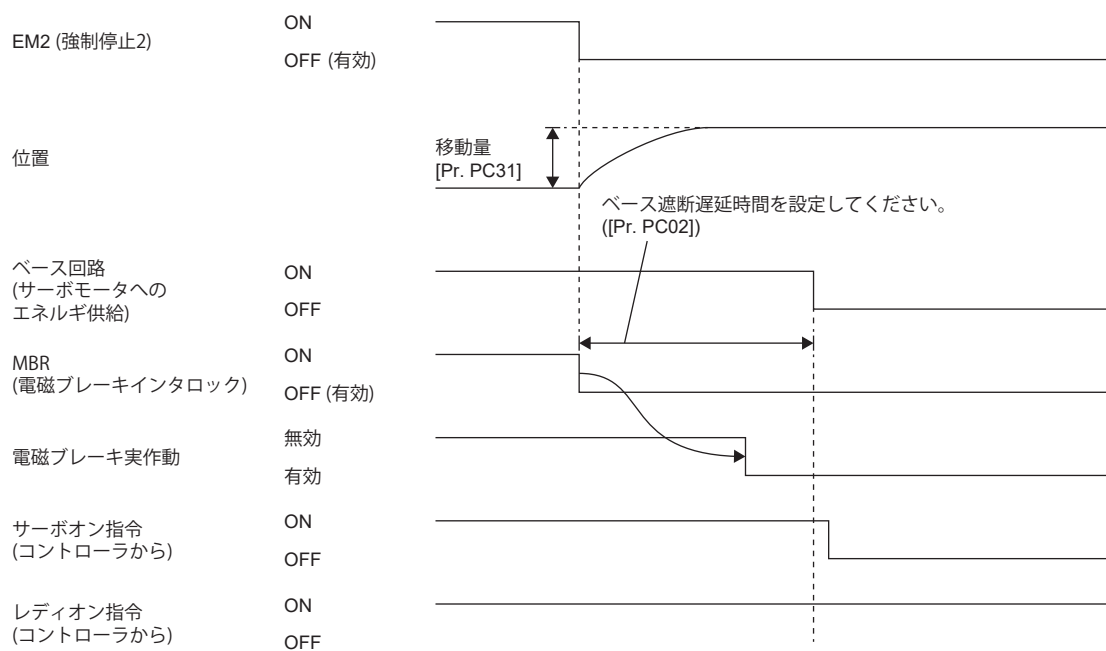 EM2 (強制停止2)
ON
OFF (有効)
位置
移動量
[Pr. PC31]
ベース遮断遅延時間を設定してください。
([Pr. PC02])
ベース回路
(サーボモータへの
エネルギ供給)
ON
OFF
MBR
(電磁ブレーキインタロック)
ON
OFF (有効)
電磁ブレーキ実作動
無効
有効
サーボオン指令
(コントローラから)
ON
OFF
レディオン指令
(コントローラから)
ON
OFF